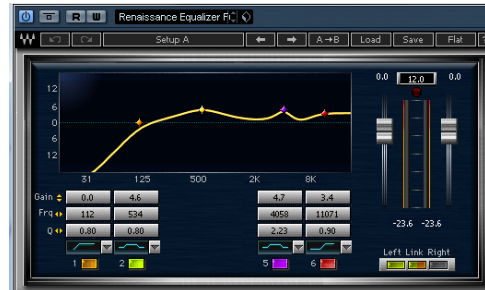 R W Renaissance Equalizer Fi
Setup A A→B Load Save Flat ?
12
6
0
6
12
31 125 500 2K 8K
0.0 12.0 0.0
Gain 0.0 4.6 4.7 3.4
Frq 112 534 4058 11071
Q 0.80 0.80 2.23 0.90
1 2 5 6
-23.6 -23.6
Left Link Right